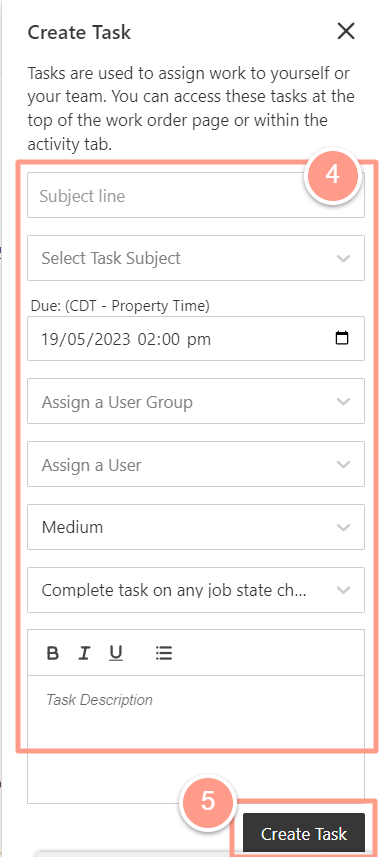 Create Task
Tasks are used to assign work to yourself or
your team. You can access these tasks at the
top of the work order page or within the
activity tab.
4
Subject line
Select Task Subject
Due: (CDT - Property Time)
19/05/2023 02:00 pm
Assign a User Group
Assign a User
Medium
Complete task on any job state ch...
B I U
Task Description
5
Create Task